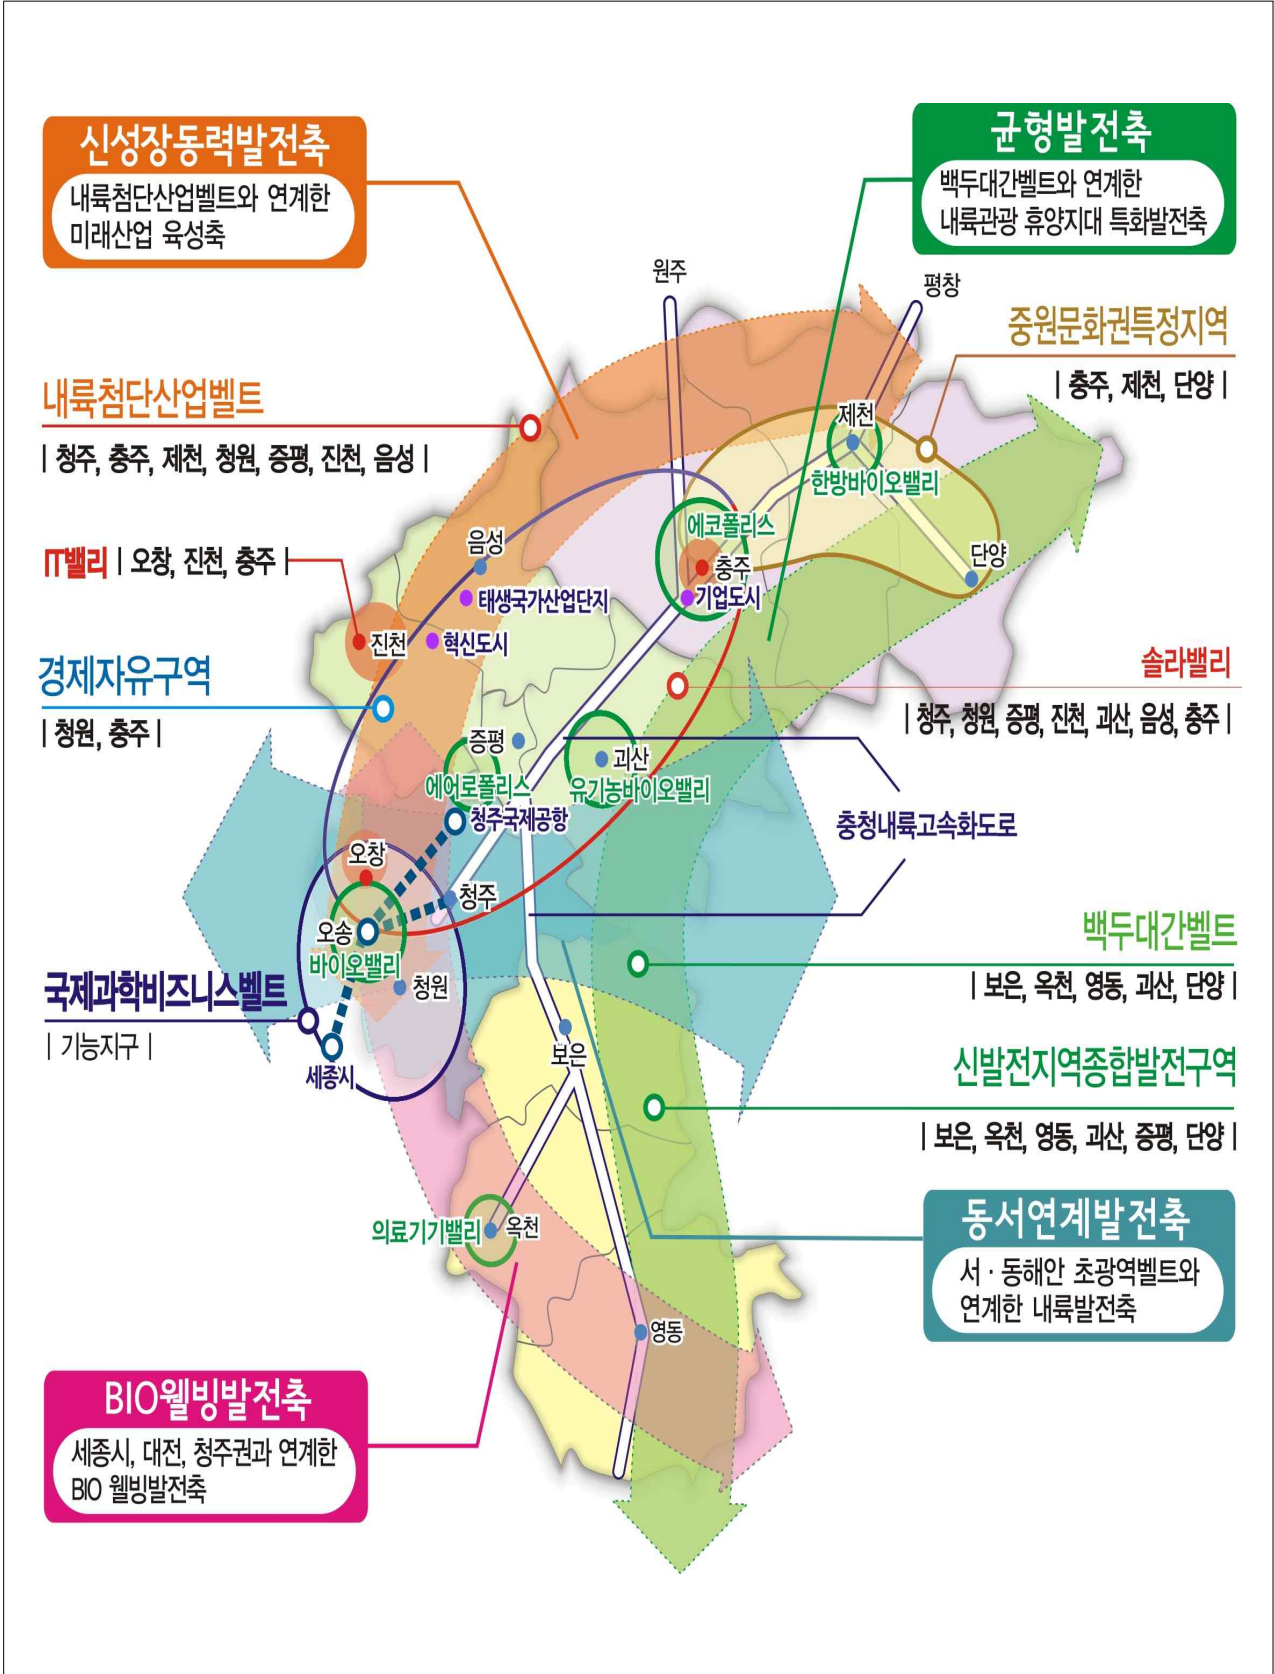 신성장동력발전축
내륙첨단산업벨트와 연계한
미래산업 육성축
균형발전축
백두대간벨트와 연계한
내륙관광 휴양지대 특화발전축
원주
평창
중원문화권특정지역
| 충주, 제천, 단양 |
내륙첨단산업벨트
| 청주, 충주, 제천, 청원, 증평, 진천, 음성 |
제천
한방바이오밸리
에코폴리스
음성
충주
단양
IT밸리 | 오창, 진천, 충주 |
태생국가산업단지
기업도시
진천
혁신도시
경제자유구역
| 청원, 충주 |
솔라밸리
| 청주, 청원, 증평, 진천, 괴산, 음성, 충주 |
증평
괴산
에어로폴리스
유기농바이오밸리
청주국제공항
충청내륙고속화도로
오창
청주
오송
바이오밸리
청원
백두대간벨트
| 보은, 옥천, 영동, 괴산, 단양 |
국제과학비즈니스벨트
| 기능지구 |
세종시
보은
신발전지역종합발전구역
| 보은, 옥천, 영동, 괴산, 증평, 단양 |
의료기기밸리
옥천
동서연계발전축
서 · 동해안 초광역벨트와
연계한 내륙발전축
영동
BIO웰빙발전축
세종시, 대전, 청주권과 연계한
BIO 웰빙발전축